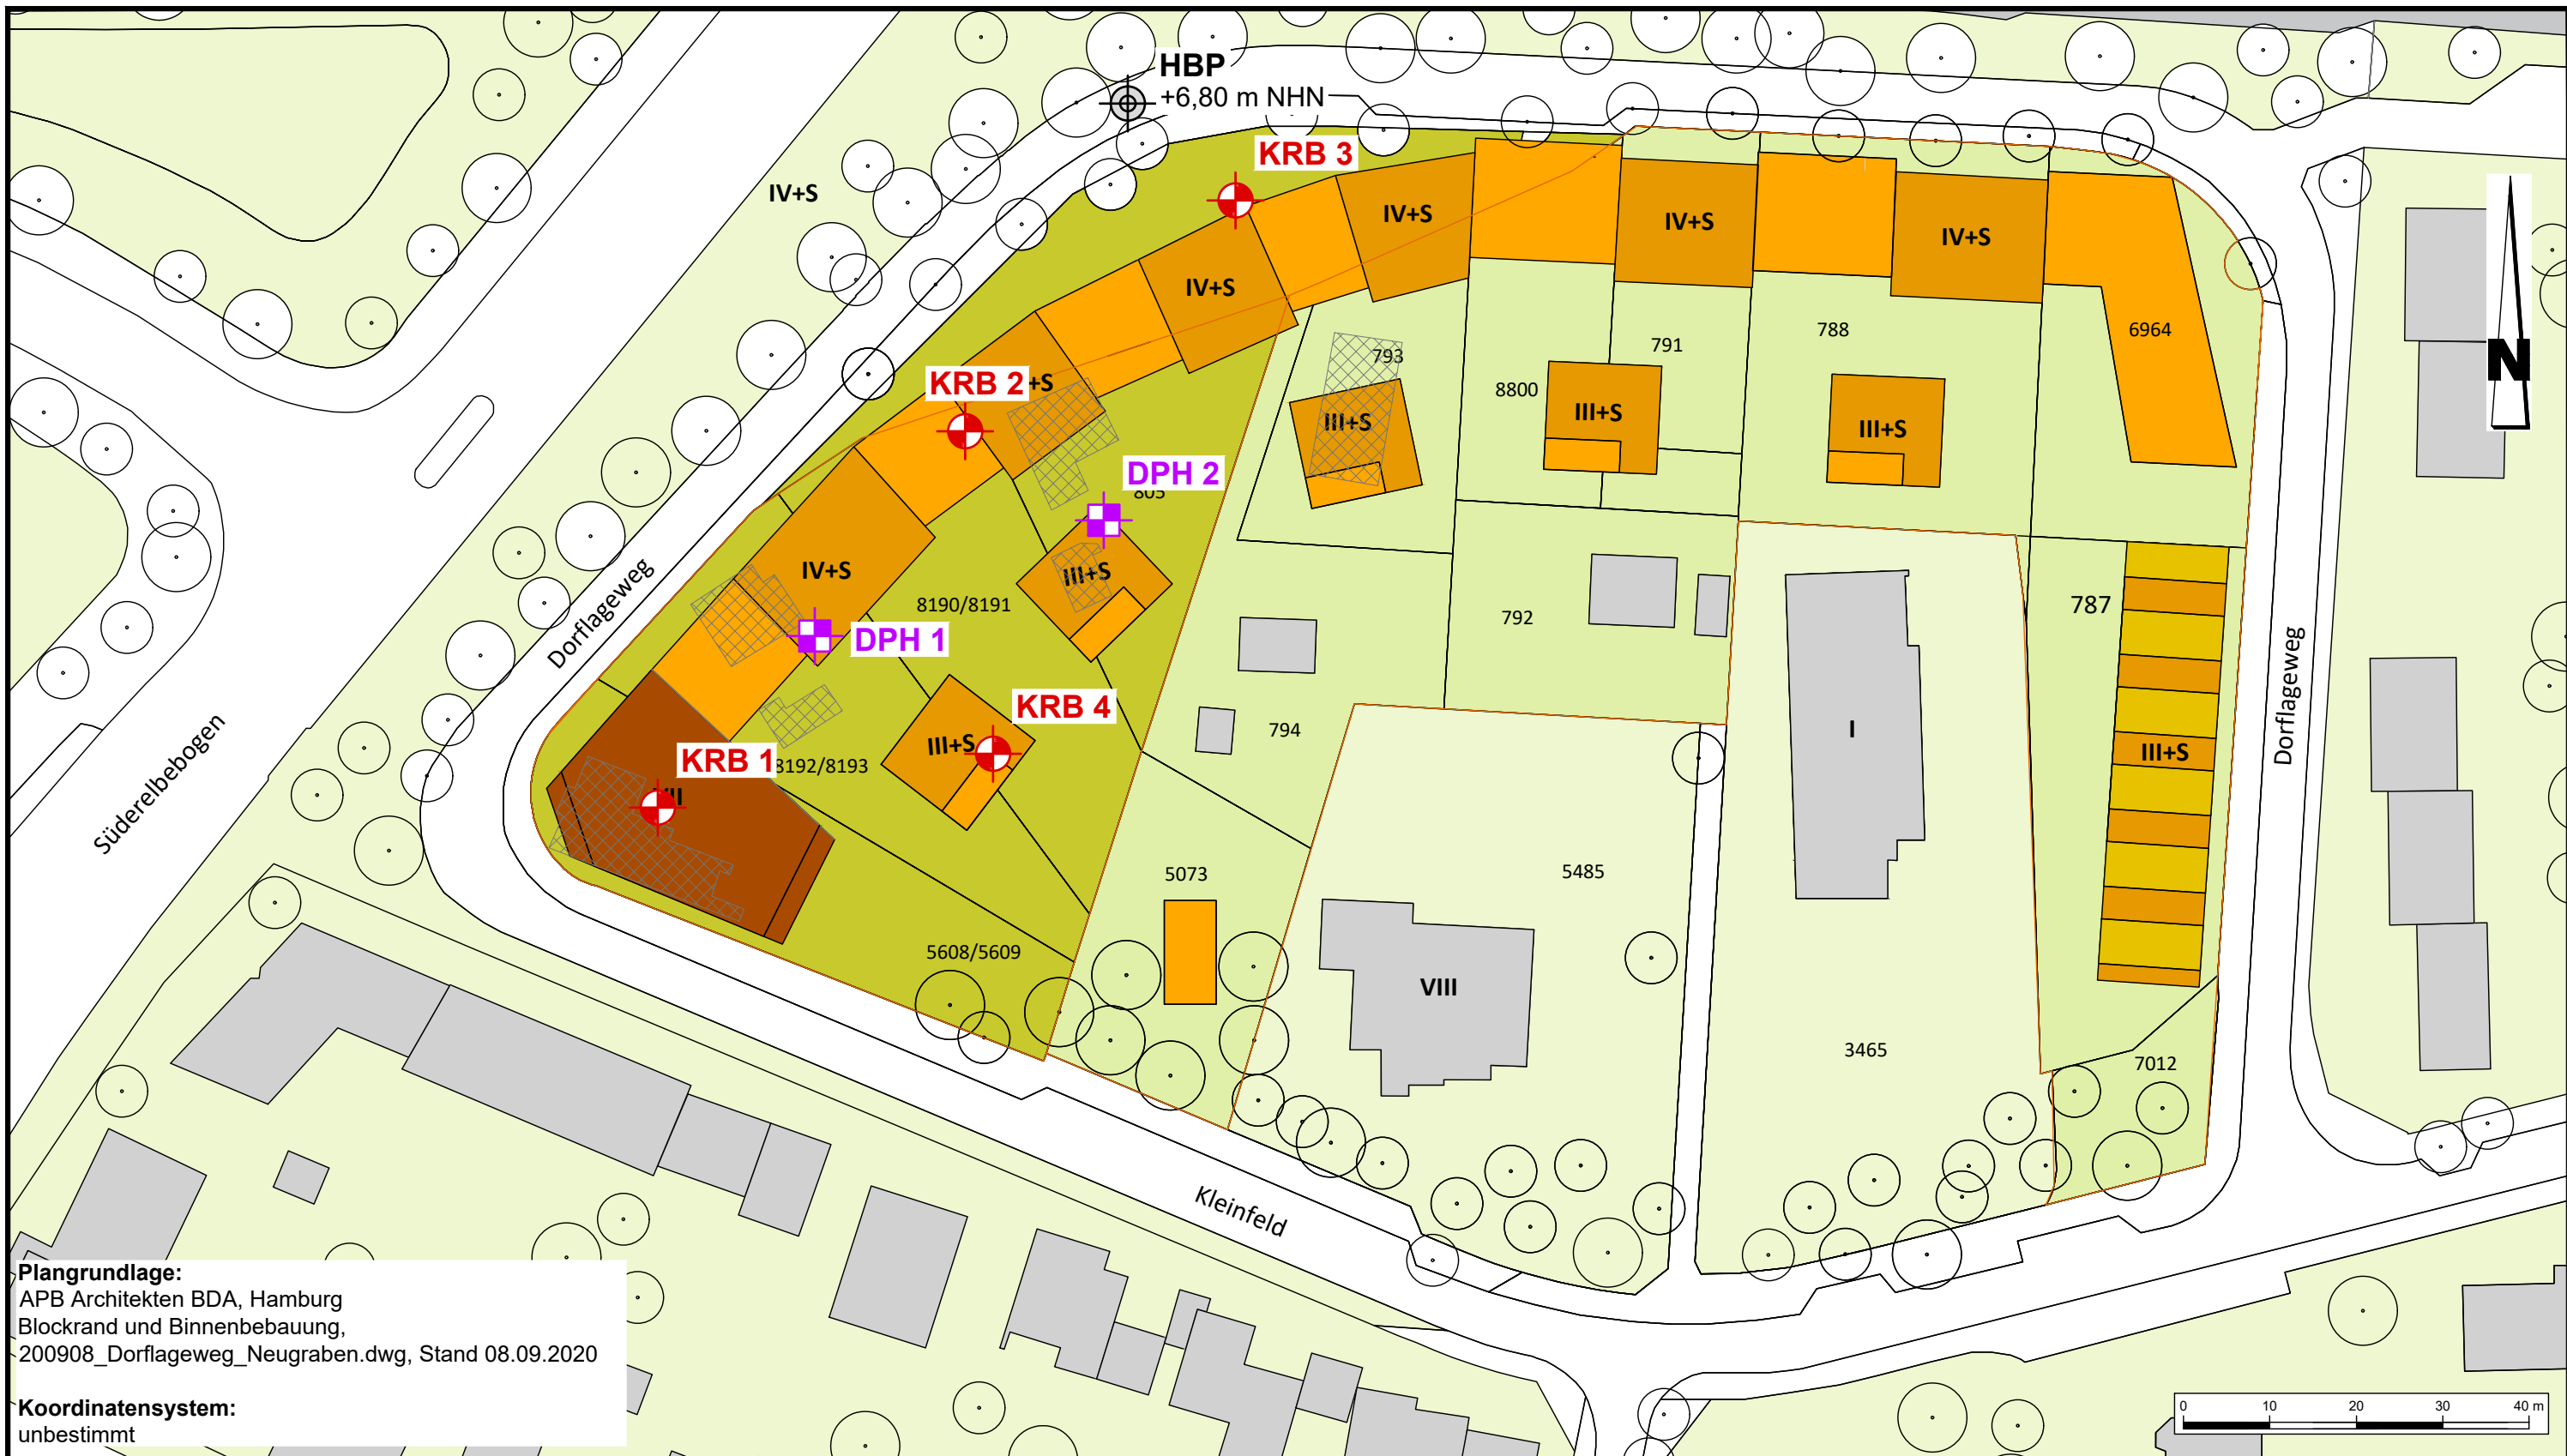 HBP
+6,80 m NHN
KRB 3
IV+S
IV+S
IV+S
IV+S
IV+S
793
791
788
6964
N
KRB 2
+S
8800
III+S
III+S
III+S
DPH 2
805
Dorflageweg
IV+S
III+S
8190/8191
792
787
DPH 1
Süderelbebogen
KRB 4
III+S
794
I
III+S
Dorflageweg
KRB 1
8192/8193
VII
5073
5485
5608/5609
VIII
3465
7012
Kleinfeld
Plangrundlage:
APB Architekten BDA, Hamburg
Blockrand und Binnenbebauung,
200908_Dorflageweg_Neugraben.dwg, Stand 08.09.2020
Koordinatensystem:
unbestimmt
0 10 20 30 40 m